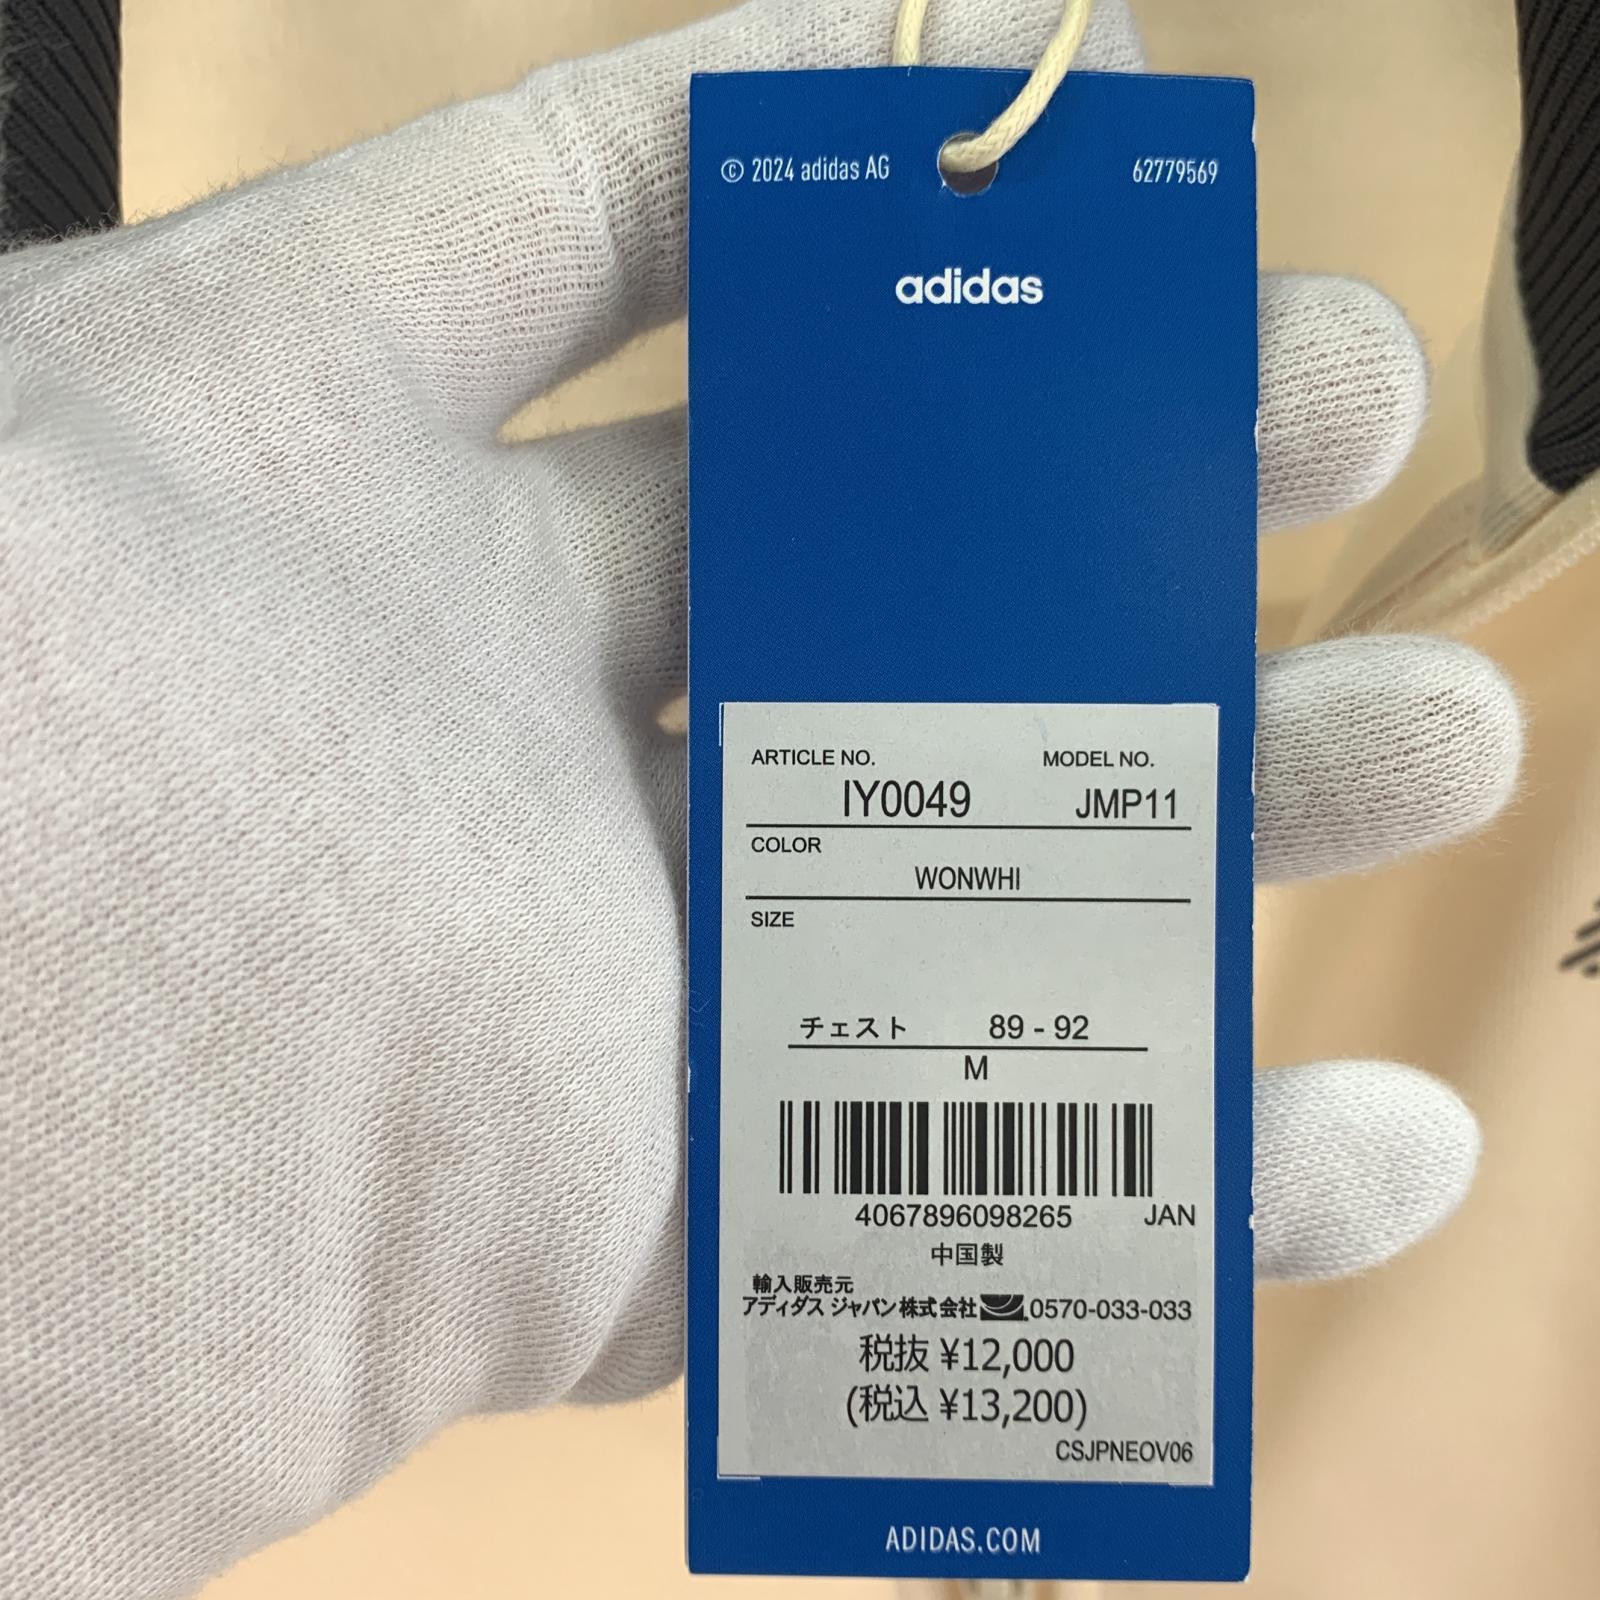 © 2024 adidas AG 62779569
adidas
ARTICLE NO. MODEL NO.
IY0049 JMP11
COLOR
WONWHI
SIZE
チェスト 89 - 92
M
4067896098265 JAN
中国製
輸入販売元
アディダス ジャパン株式会社 0570-033-033
税抜 ¥12,000
(税込 ¥13,200)
CSJPNEOV06
ADIDAS.COM